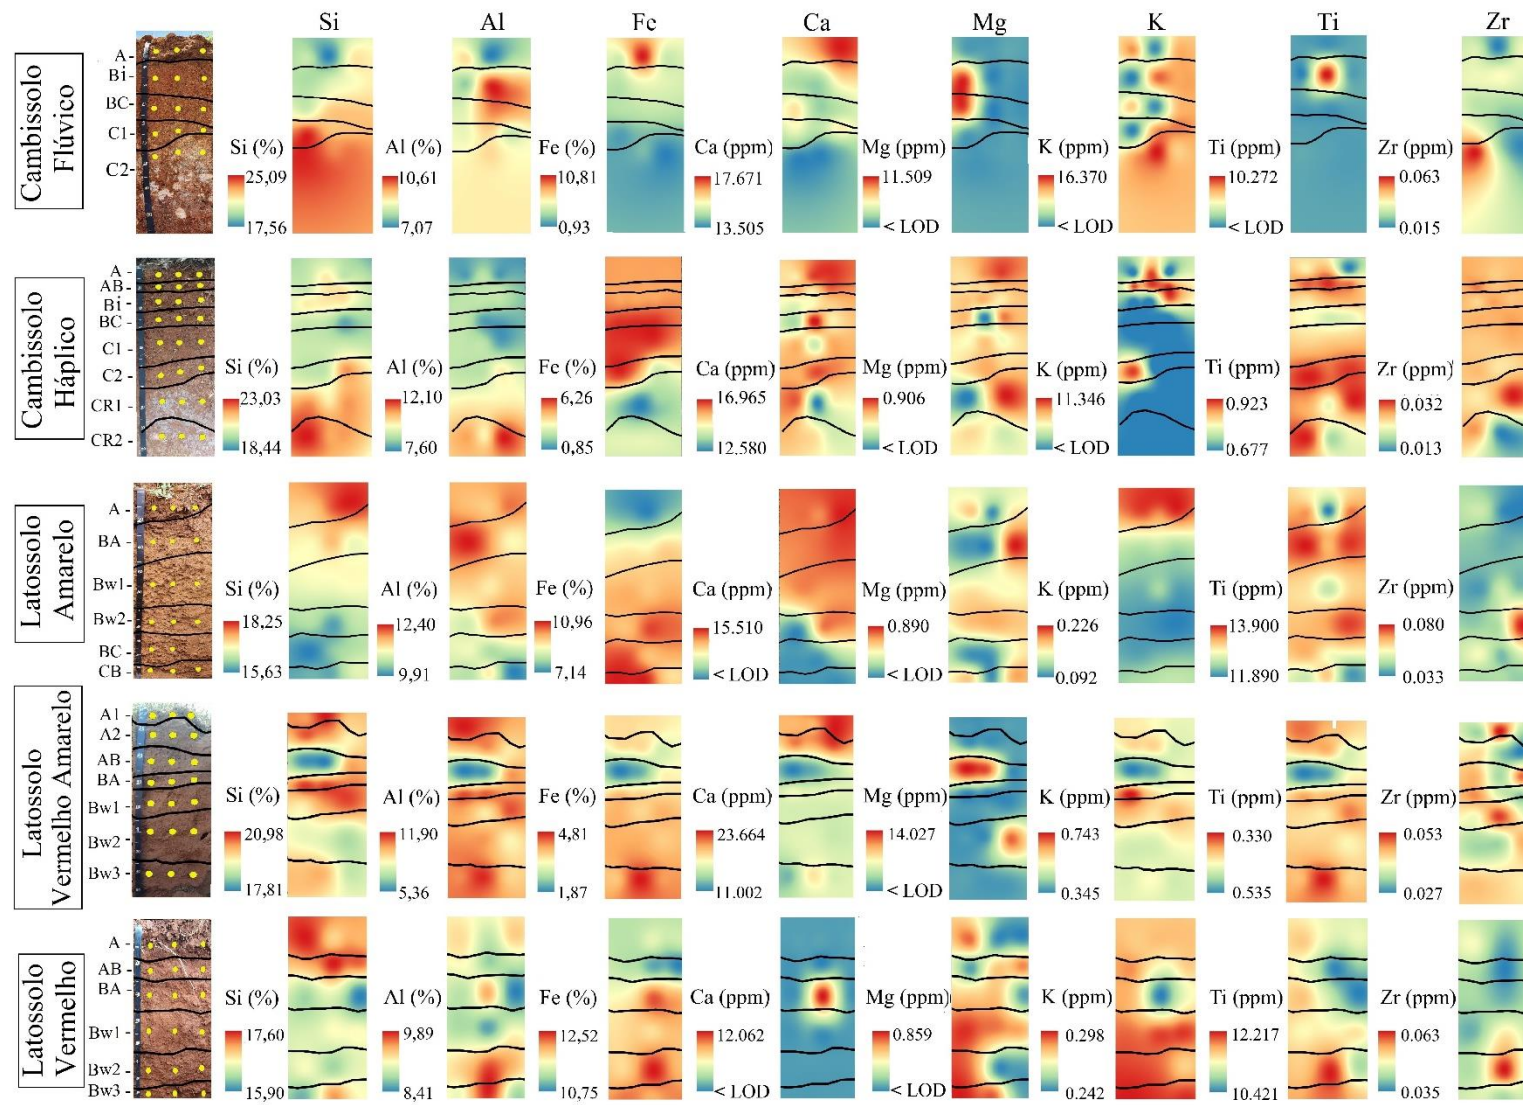 Si Al Fe Ca Mg K Ti Zr
Cambissolo
Flúvico
A
Bi
BC
C1
C2
Si (%)
25,09
17,56
Al (%)
10,61
7,07
Fe (%)
10,81
0,93
Ca (ppm)
17.671
13.505
Mg (ppm)
11.509
< LOD
K (ppm)
16.370
< LOD
Ti (ppm)
10.272
< LOD
Zr (ppm)
0.063
0.015
Cambissolo
Háplico
A
AB
Bi
BC
C1
C2
CR1
CR2
Si (%)
23,03
18,44
Al (%)
12,10
7,60
Fe (%)
6,26
0,85
Ca (ppm)
16.965
12.580
Mg (ppm)
0.906
< LOD
K (ppm)
11.346
< LOD
Ti (ppm)
0.923
0.677
Zr (ppm)
0.032
0.013
Latossolo
Amarelo
A
BA
Bw1
Bw2
BC
CB
Si (%)
18,25
15,63
Al (%)
12,40
9,91
Fe (%)
10,96
7,14
Ca (ppm)
15.510
< LOD
Mg (ppm)
0.890
< LOD
K (ppm)
0.226
0.092
Ti (ppm)
13.900
11.890
Zr (ppm)
0.080
0.033
Latossolo
Vermelho Amarelo
A1
A2
AB
BA
Bw1
Bw2
Bw3
Si (%)
20,98
17,81
Al (%)
11,90
5,36
Fe (%)
4,81
1,87
Ca (ppm)
23.664
11.002
Mg (ppm)
14.027
< LOD
K (ppm)
0.743
0.345
Ti (ppm)
0.330
0.535
Zr (ppm)
0.053
0.027
Latossolo
Vermelho
A
AB
BA
Bw1
Bw2
Bw3
Si (%)
17,60
15,90
Al (%)
9,89
8,41
Fe (%)
12,52
10,75
Ca (ppm)
12.062
< LOD
Mg (ppm)
0.859
< LOD
K (ppm)
0.298
0.242
Ti (ppm)
12.217
10.421
Zr (ppm)
0.063
0.035